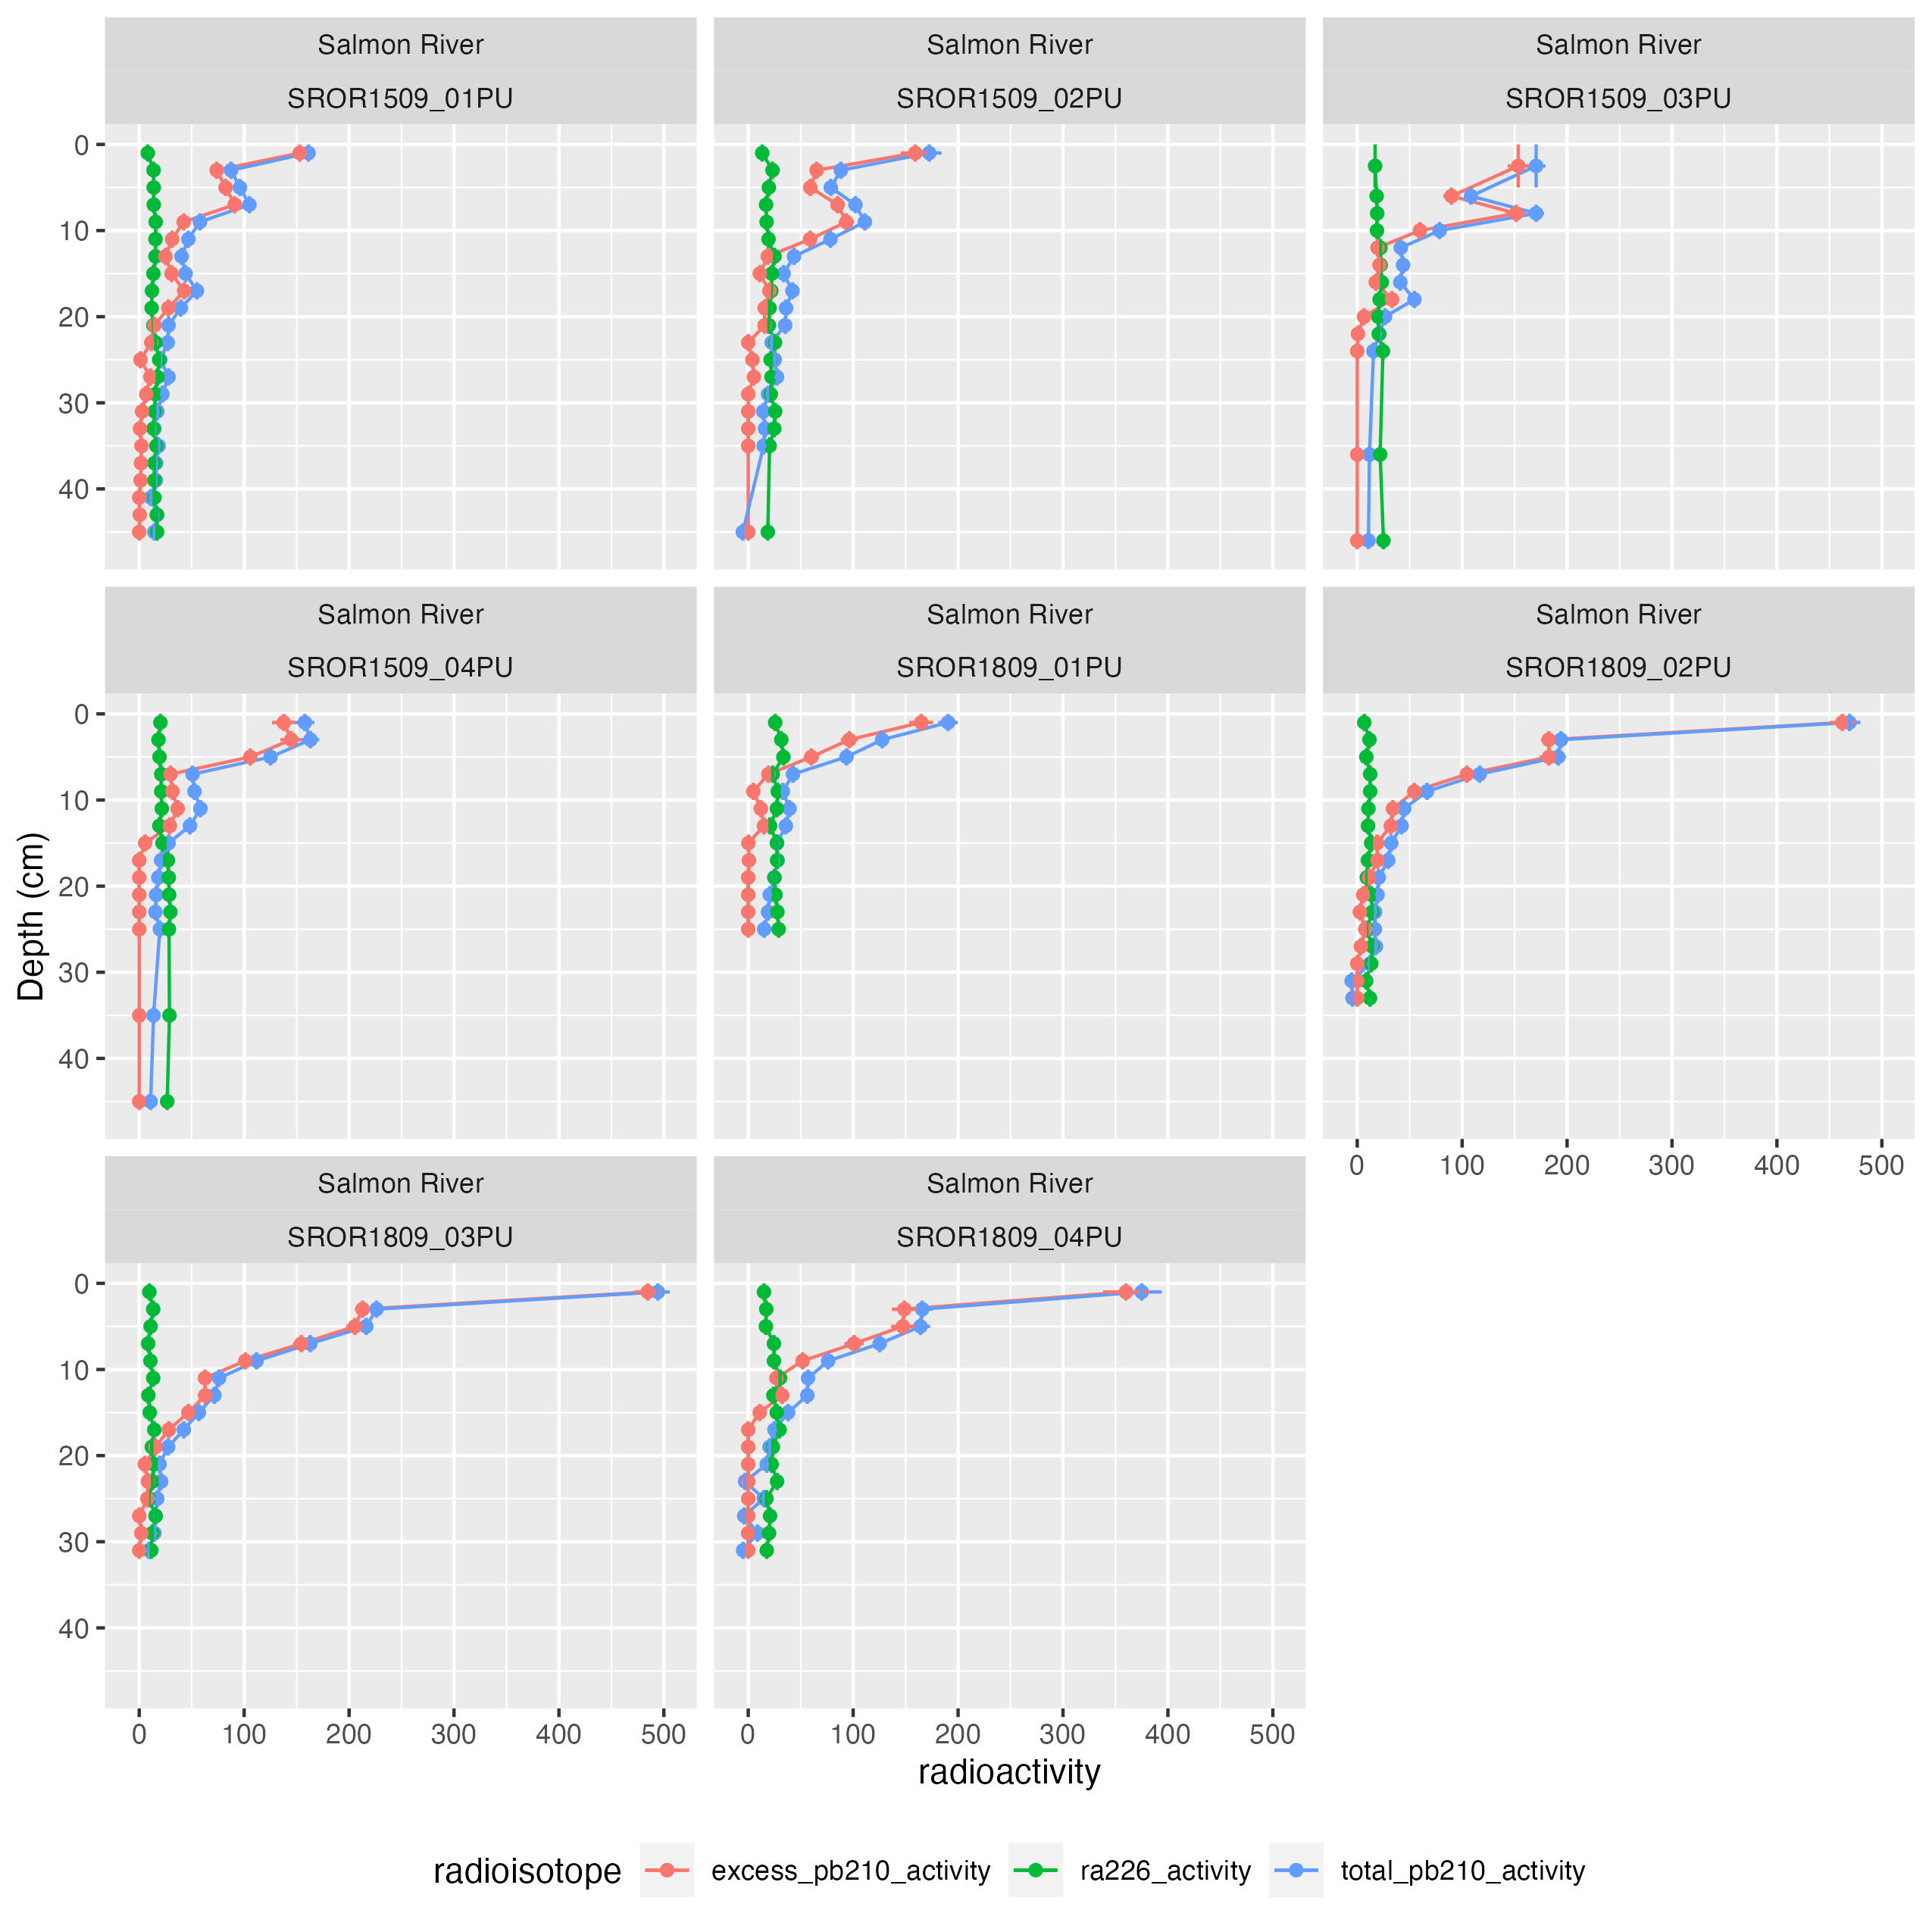 Salmon River
SROR1509_01PU
Salmon River
SROR1509_02PU
Salmon River
SROR1509_03PU
0
10
20
30
40
Salmon River
SROR1509_04PU
Salmon River
SROR1809_01PU
Salmon River
SROR1809_02PU
0
10
20
30
40
0 100 200 300 400 500
Depth (cm)
Salmon River
SROR1809_03PU
Salmon River
SROR1809_04PU
0
10
20
30
40
0 100 200 300 400 500
0 100 200 300 400 500
radioactivity
radioisotope excess_pb210_activity ra226_activity total_pb210_activity